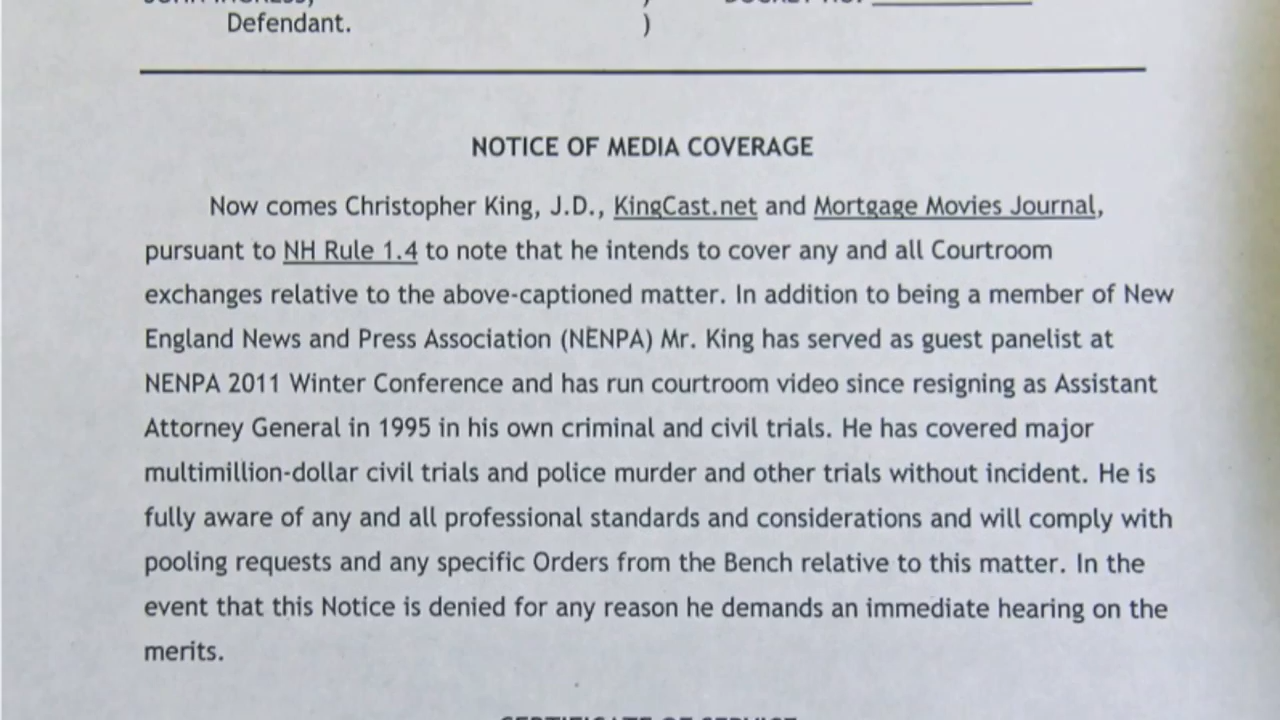 Defendant. )
NOTICE OF MEDIA COVERAGE
Now comes Christopher King, J.D., KingCast.net and Mortgage Movies Journal,
pursuant to NH Rule 1.4 to note that he intends to cover any and all Courtroom
exchanges relative to the above-captioned matter. In addition to being a member of New
England News and Press Association (NENPA) Mr. King has served as guest panelist at
NENPA 2011 Winter Conference and has run courtroom video since resigning as Assistant
Attorney General in 1995 in his own criminal and civil trials. He has covered major
multimillion-dollar civil trials and police murder and other trials without incident. He is
fully aware of any and all professional standards and considerations and will comply with
pooling requests and any specific Orders from the Bench relative to this matter. In the
event that this Notice is denied for any reason he demands an immediate hearing on the
merits.